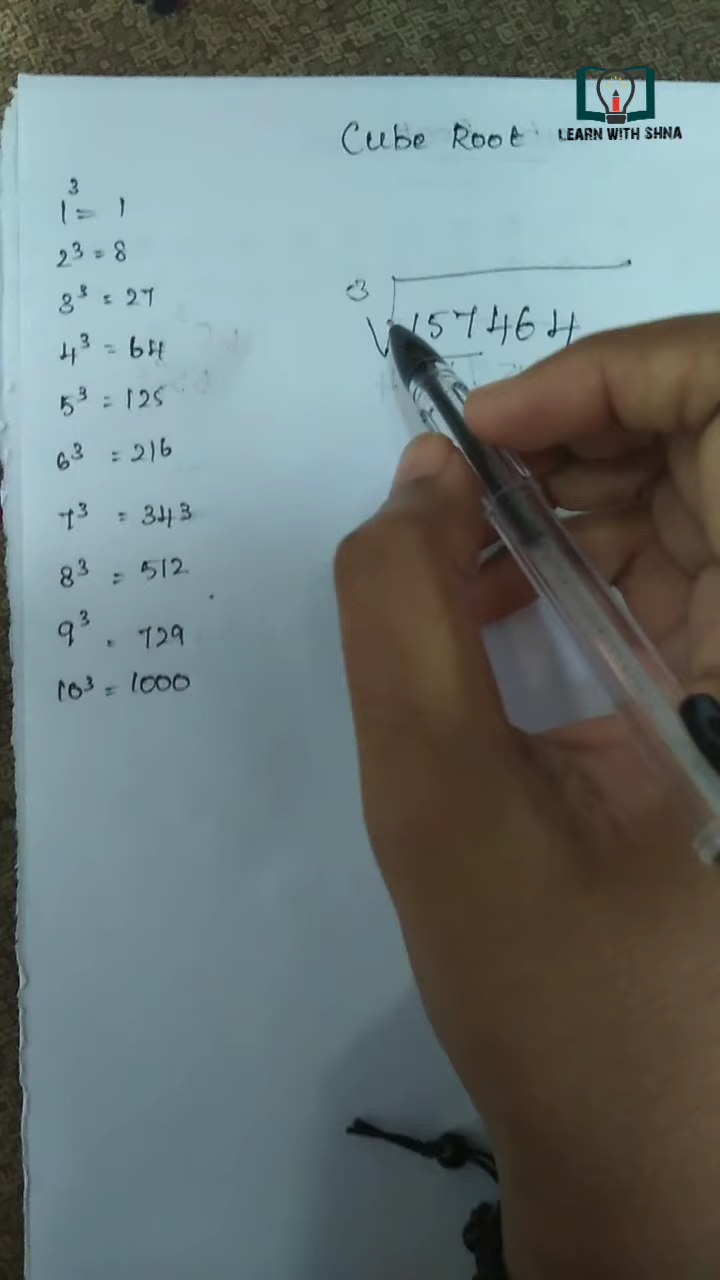 LEARN WITH SHNA
Cube Root
1³ = 1
2³ = 8
3³ = 27
4³ = 64
5³ = 125
6³ = 216
7³ = 343
8³ = 512
9³ = 729
10³ = 1000
³√157464